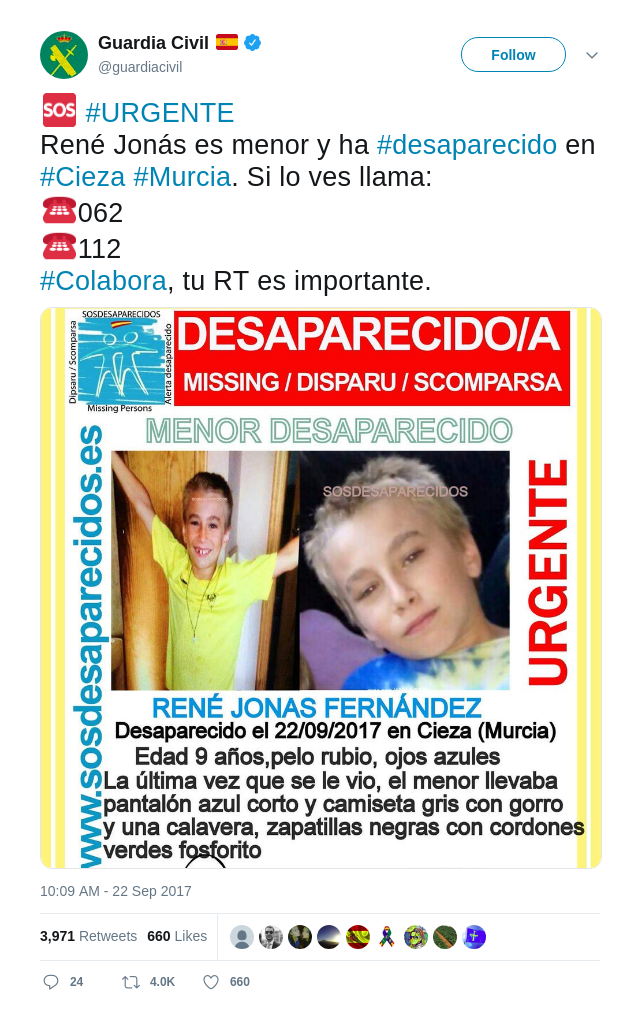 Guardia Civil
@guardiacivil
Follow
SOS #URGENTE
René Jonás es menor y ha #desaparecido en
#Cieza #Murcia. Si lo ves llama:
062
112
#Colabora, tu RT es importante.
SOSDESAPARECIDOS
Dipsaru / Scomparsa
Alerta desaparecido
Missing Persons
DESAPARECIDO/A
MISSING / DISPARU / SCOMPARSA
MENOR DESAPARECIDO
www.sosdesaparecidos.es
SOSDESAPARECIDOS
URGENTE
RENÉ JONAS FERNÁNDEZ
Desaparecido el 22/09/2017 en Cieza (Murcia)
Edad 9 años,pelo rubio, ojos azules
La última vez que se le vio, el menor llevaba
pantalón azul corto y camiseta gris con gorro
y una calavera, zapatillas negras con cordones
verdes fosforito
10:09 AM - 22 Sep 2017
3,971 Retweets 660 Likes
24 4.0K 660